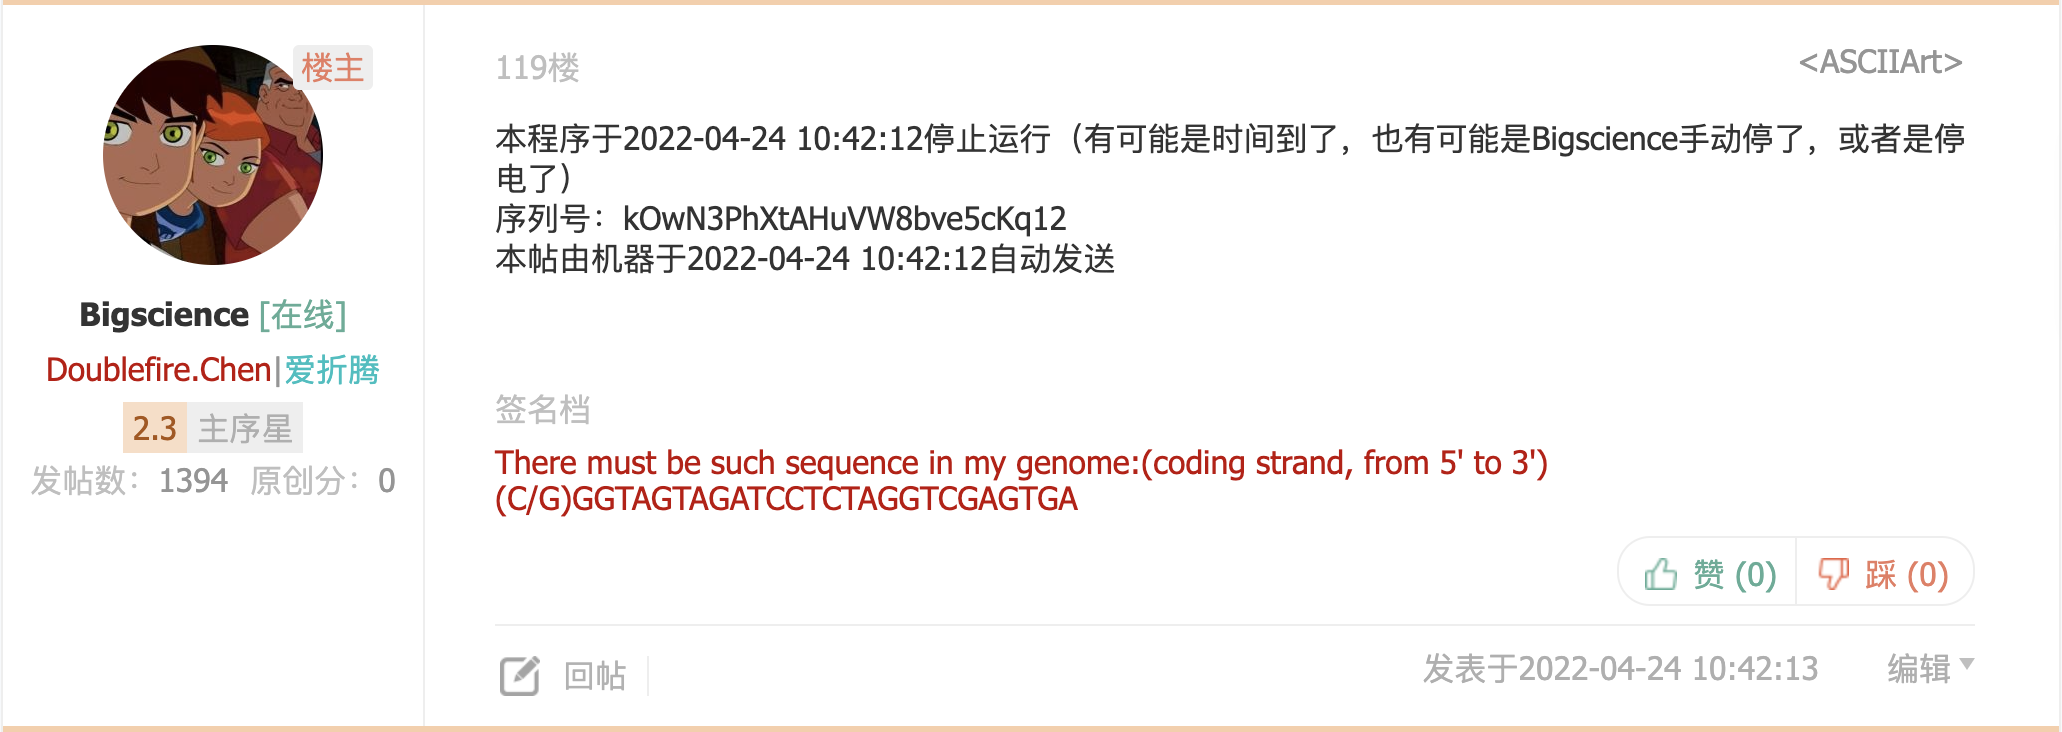 楼主
Bigscience [在线]
Doublefire.Chen|爱折腾
2.3 主序星
发帖数：1394 原创分：0
119楼
<ASCIIArt>
本程序于2022-04-24 10:42:12停止运行（有可能是时间到了，也有可能是Bigscience手动停了，或者是停
电了）
序列号：kOwN3PhXtAHuVW8bve5cKq12
本帖由机器于2022-04-24 10:42:12自动发送
签名档
There must be such sequence in my genome:(coding strand, from 5' to 3')
(C/G)GGTAGTAGATCCTCTAGGTCGAGTGA
赞 (0) 踩 (0)
回帖
发表于2022-04-24 10:42:13 编辑